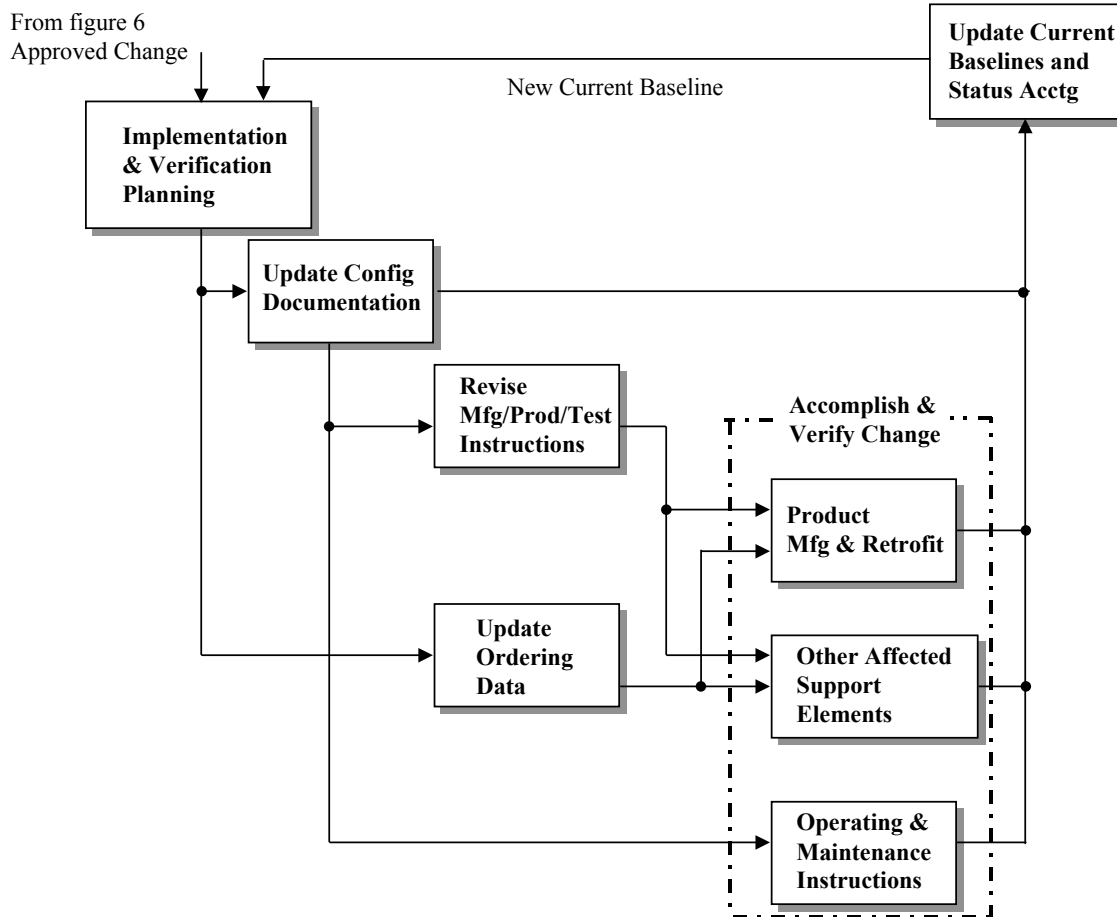 From figure 6
Approved Change
Update Current
Baselines and
Status Acctg
New Current Baseline
Implementation
& Verification
Planning
Update Config
Documentation
Revise
Mfg/Prod/Test
Instructions
Accomplish &
Verify Change
Product
Mfg & Retrofit
Update
Ordering
Data
Other Affected
Support
Elements
Operating &
Maintenance
Instructions